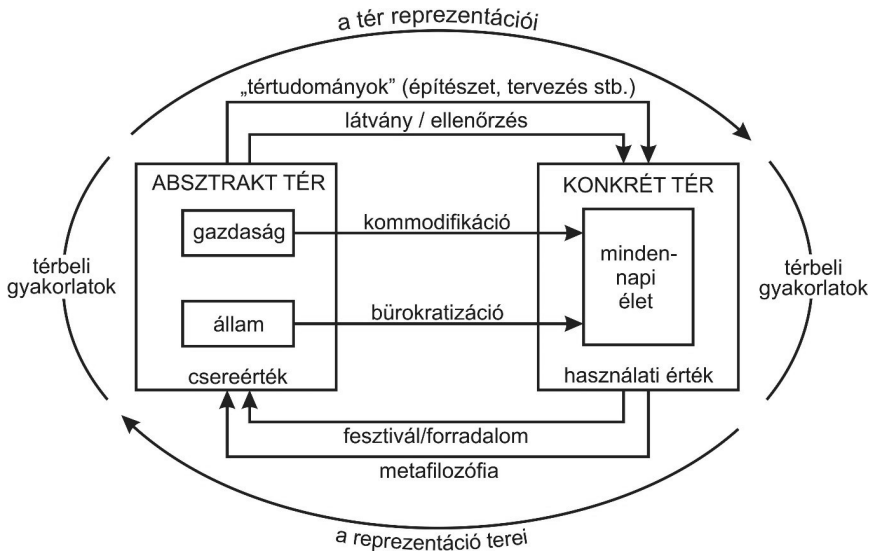 a tér reprezentációi
„tértudományok” (építészet, tervezés stb.)
látvány / ellenőrzés
ABSZTRAKT TÉR
KONKRÉT TÉR
gazdaság
kommodifikáció
minden-
napi
élet
térbeli
gyakorlatok
térbeli
gyakorlatok
állam
bürokratizáció
csereérték
használati érték
fesztivál/forradalom
metafilozófia
a reprezentáció terei